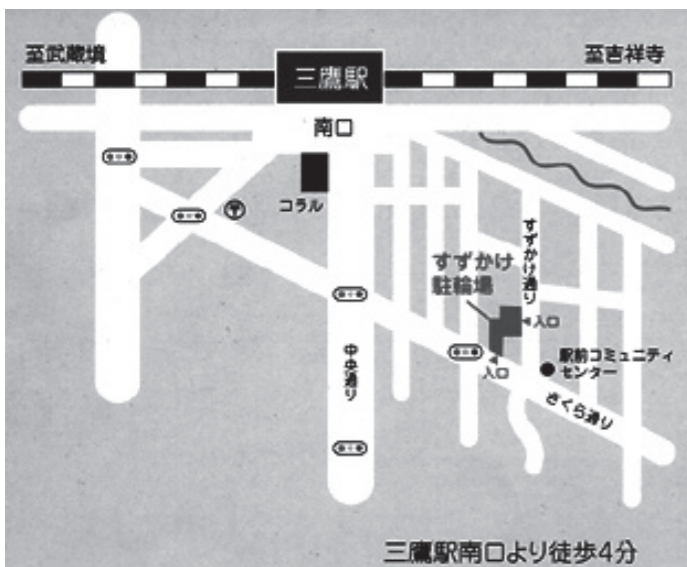 至武蔵境
至吉祥寺
三鷹駅
南口
コラル
すずかけ通り
すずかけ
駐輪場
入口
駅前コミュニティ
センター
入口
中央通り
さくら通り
三鷹駅南口より徒歩4分